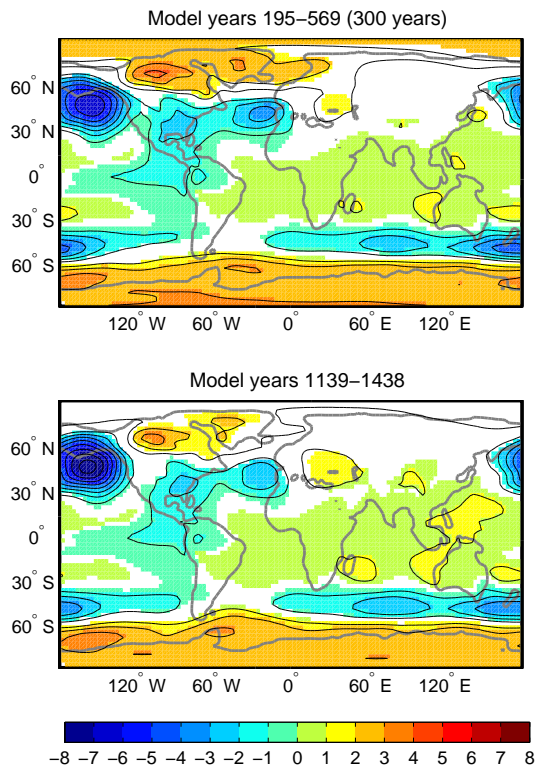 Model years 195−569 (300 years)
60° N
30° N
0°
30° S
60° S
120° W 60° W 0° 60° E 120° E
Model years 1139−1438
60° N
30° N
0°
30° S
60° S
120° W 60° W 0° 60° E 120° E
−8 −7 −6 −5 −4 −3 −2 −1 0 1 2 3 4 5 6 7 8